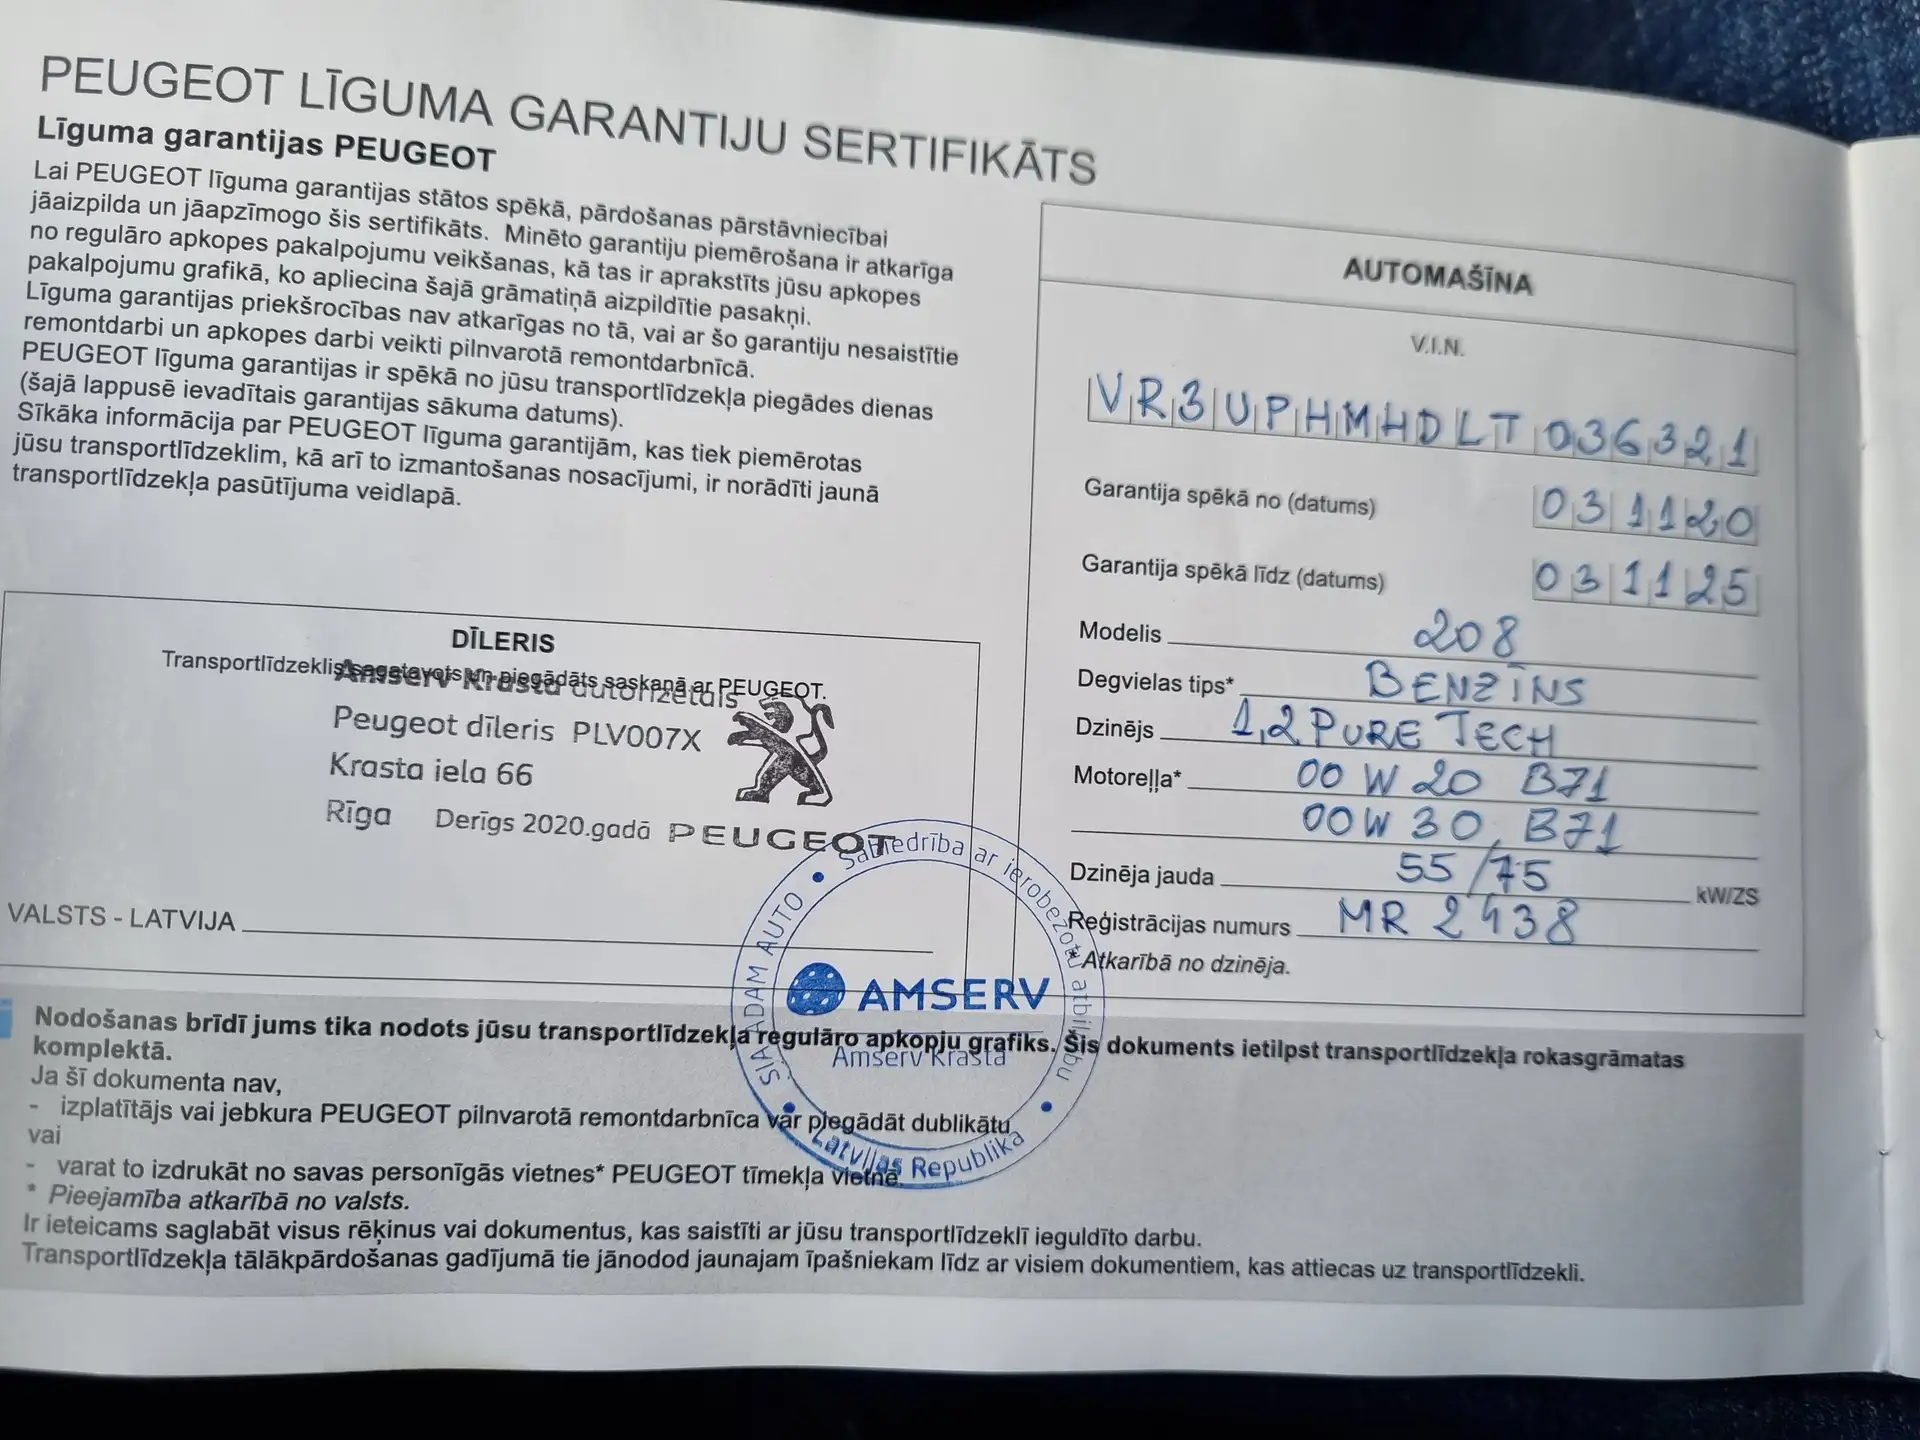 PEUGEOT LĪGUMA GARANTIJU SERTIFIKĀTS
Līguma garantijas PEUGEOT
Lai PEUGEOT līguma garantijas stātos spēkā, pārdošanas pārstāvniecībai
jāaizpilda un jāapzīmogo šis sertifikāts. Minēto garantiju piemērošana ir atkarīga
no regulāro apkopes pakalpojumu veikšanas, kā tas ir aprakstīts jūsu apkopes
pakalpojumu grafikā, ko apliecina šajā grāmatiņā aizpildītie pasakņi.
Līguma garantijas priekšrocības nav atkarīgas no tā, vai ar šo garantiju nesaistītie
remontdarbi un apkopes darbi veikti pilnvarotā remontdarbnīcā.
PEUGEOT līguma garantijas ir spēkā no jūsu transportlīdzekļa piegādes dienas
(šajā lappusē ievadītais garantijas sākuma datums).
Sīkāka informācija par PEUGEOT līguma garantijām, kas tiek piemērotas
jūsu transportlīdzeklim, kā arī to izmantošanas nosacījumi, ir norādīti jaunā
transportlīdzekļa pasūtījuma veidlapā.
DĪLERIS
Transportlīdzeklis sagatavots un piegādāts saskaņā ar PEUGEOT.
Amserv Krasta autorizētais
Peugeot dīleris PLV007X
Krasta iela 66
Rīga Derīgs 2020.gadā PEUGEOT
VALSTS - LATVIJA
AUTOMAŠĪNA
V.I.N.
VR3UPHMHDLT036321
Garantija spēkā no (datums) 031120
Garantija spēkā līdz (datums) 031125
Modelis 208
Degvielas tips* BENZĪNS
Dzinējs 1,2 PURE TECH
Motoreļļa* 00 W 20 B71
00W 30, B71
Dzinēja jauda 55/75 kW/ZS
Reģistrācijas numurs MR 2438
*Atkarībā no dzinēja.
SIA ADAM AUTO • Sabiedrība ar ierobežotu atbildību • Latvijas Republika
AMSERV
Amserv Krasta
Nodošanas brīdī jums tika nodots jūsu transportlīdzekļa regulāro apkopju grafiks. Šis dokuments ietilpst transportlīdzekļa rokasgrāmatas
komplektā.
Ja šī dokumenta nav,
- izplatītājs vai jebkura PEUGEOT pilnvarotā remontdarbnīca var piegādāt dublikātu
vai
- varat to izdrukāt no savas personīgās vietnes* PEUGEOT tīmekļa vietnē.
* Pieejamība atkarībā no valsts.
Ir ieteicams saglabāt visus rēķinus vai dokumentus, kas saistīti ar jūsu transportlīdzeklī ieguldīto darbu.
Transportlīdzekļa tālākpārdošanas gadījumā tie jānodod jaunajam īpašniekam līdz ar visiem dokumentiem, kas attiecas uz transportlīdzekli.